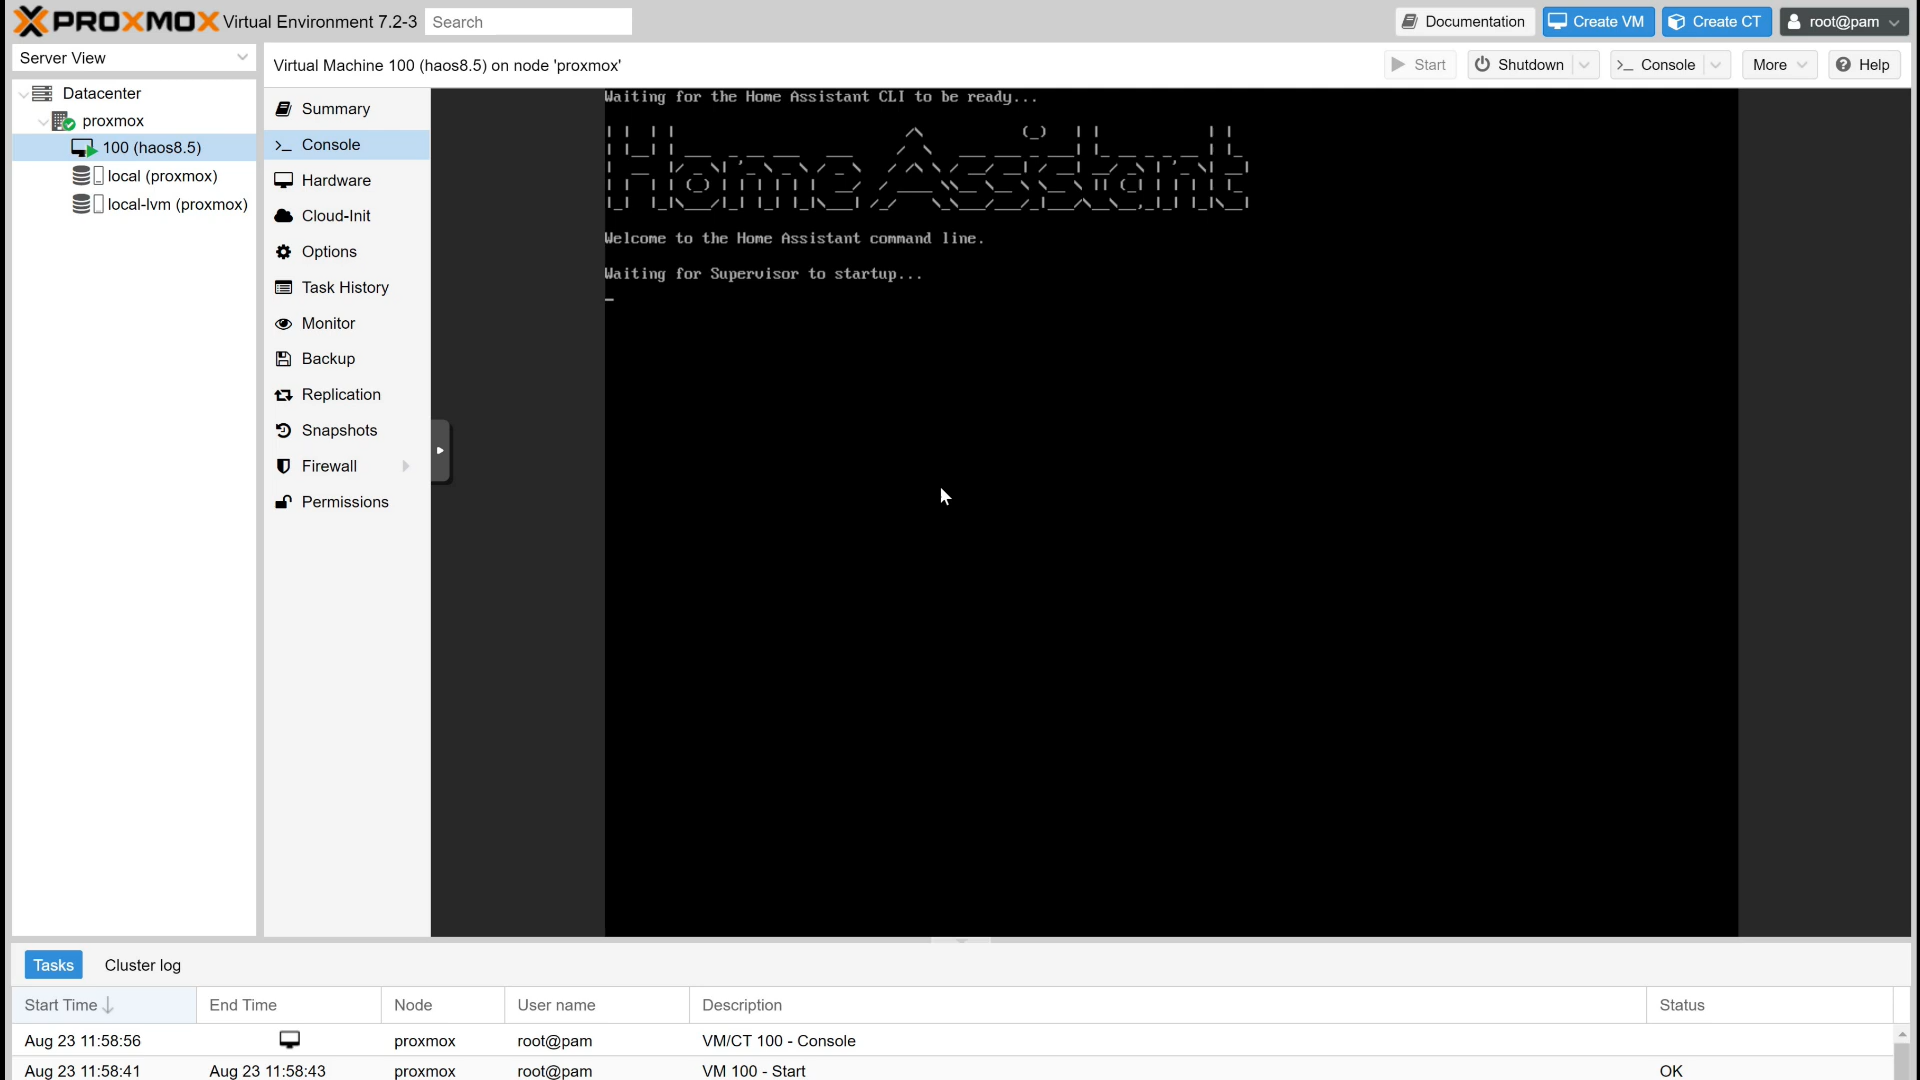 PROXMOX Virtual Environment 7.2-3 Search Documentation Create VM Create CT root@pam
Server View
Virtual Machine 100 (haos8.5) on node 'proxmox' Start Shutdown Console More Help
Datacenter
proxmox
100 (haos8.5)
local (proxmox)
local-lvm (proxmox)
Summary
Console
Hardware
Cloud-Init
Options
Task History
Monitor
Backup
Replication
Snapshots
Firewall
Permissions
Waiting for the Home Assistant CLI to be ready...
Home Assistant
Welcome to the Home Assistant command line.
Waiting for Supervisor to startup...
Tasks Cluster log
Start Time End Time Node User name Description Status
Aug 23 11:58:56 proxmox root@pam VM/CT 100 - Console
Aug 23 11:58:41 Aug 23 11:58:43 proxmox root@pam VM 100 - Start OK